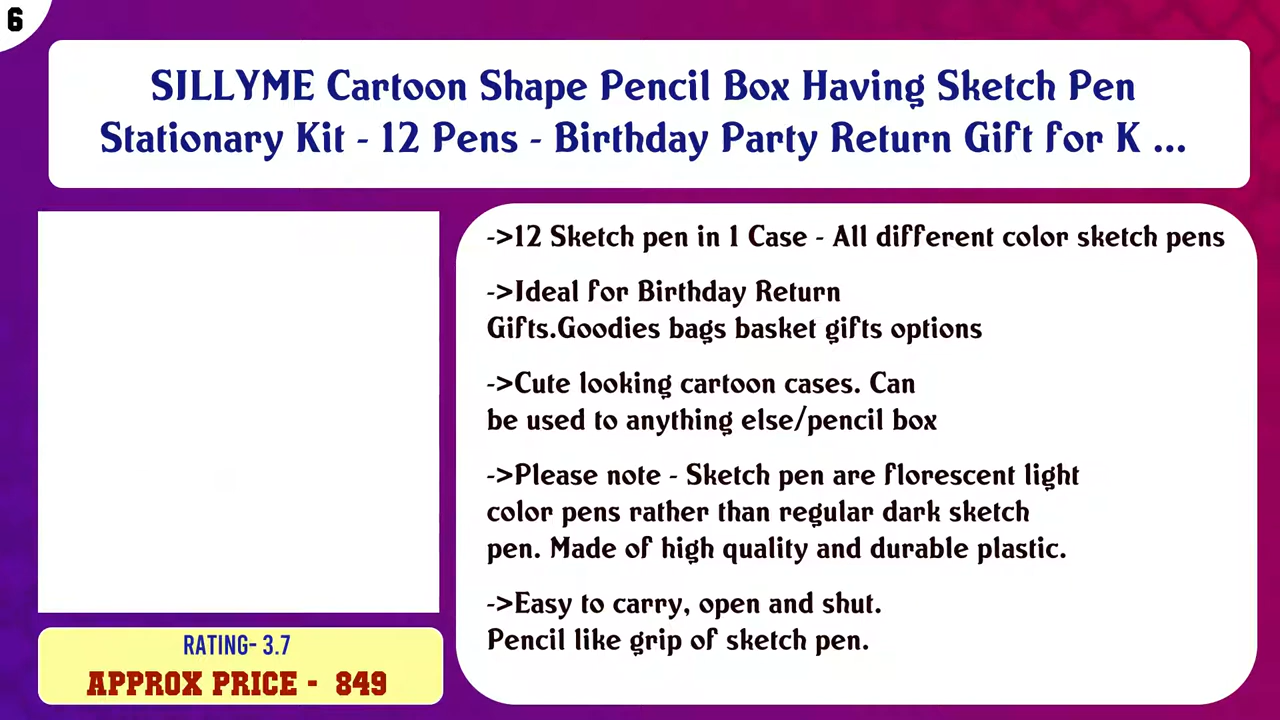 6
SILLYME Cartoon Shape Pencil Box Having Sketch Pen
Stationary Kit - 12 Pens - Birthday Party Return Gift for K ...
->12 Sketch pen in 1 Case - All different color sketch pens
->Ideal for Birthday Return
Gifts.Goodies bags basket gifts options
->Cute looking cartoon cases. Can
be used to anything else/pencil box
->Please note - Sketch pen are florescent light
color pens rather than regular dark sketch
pen. Made of high quality and durable plastic.
->Easy to carry, open and shut.
Pencil like grip of sketch pen.
RATING- 3.7
APPROX PRICE - 849